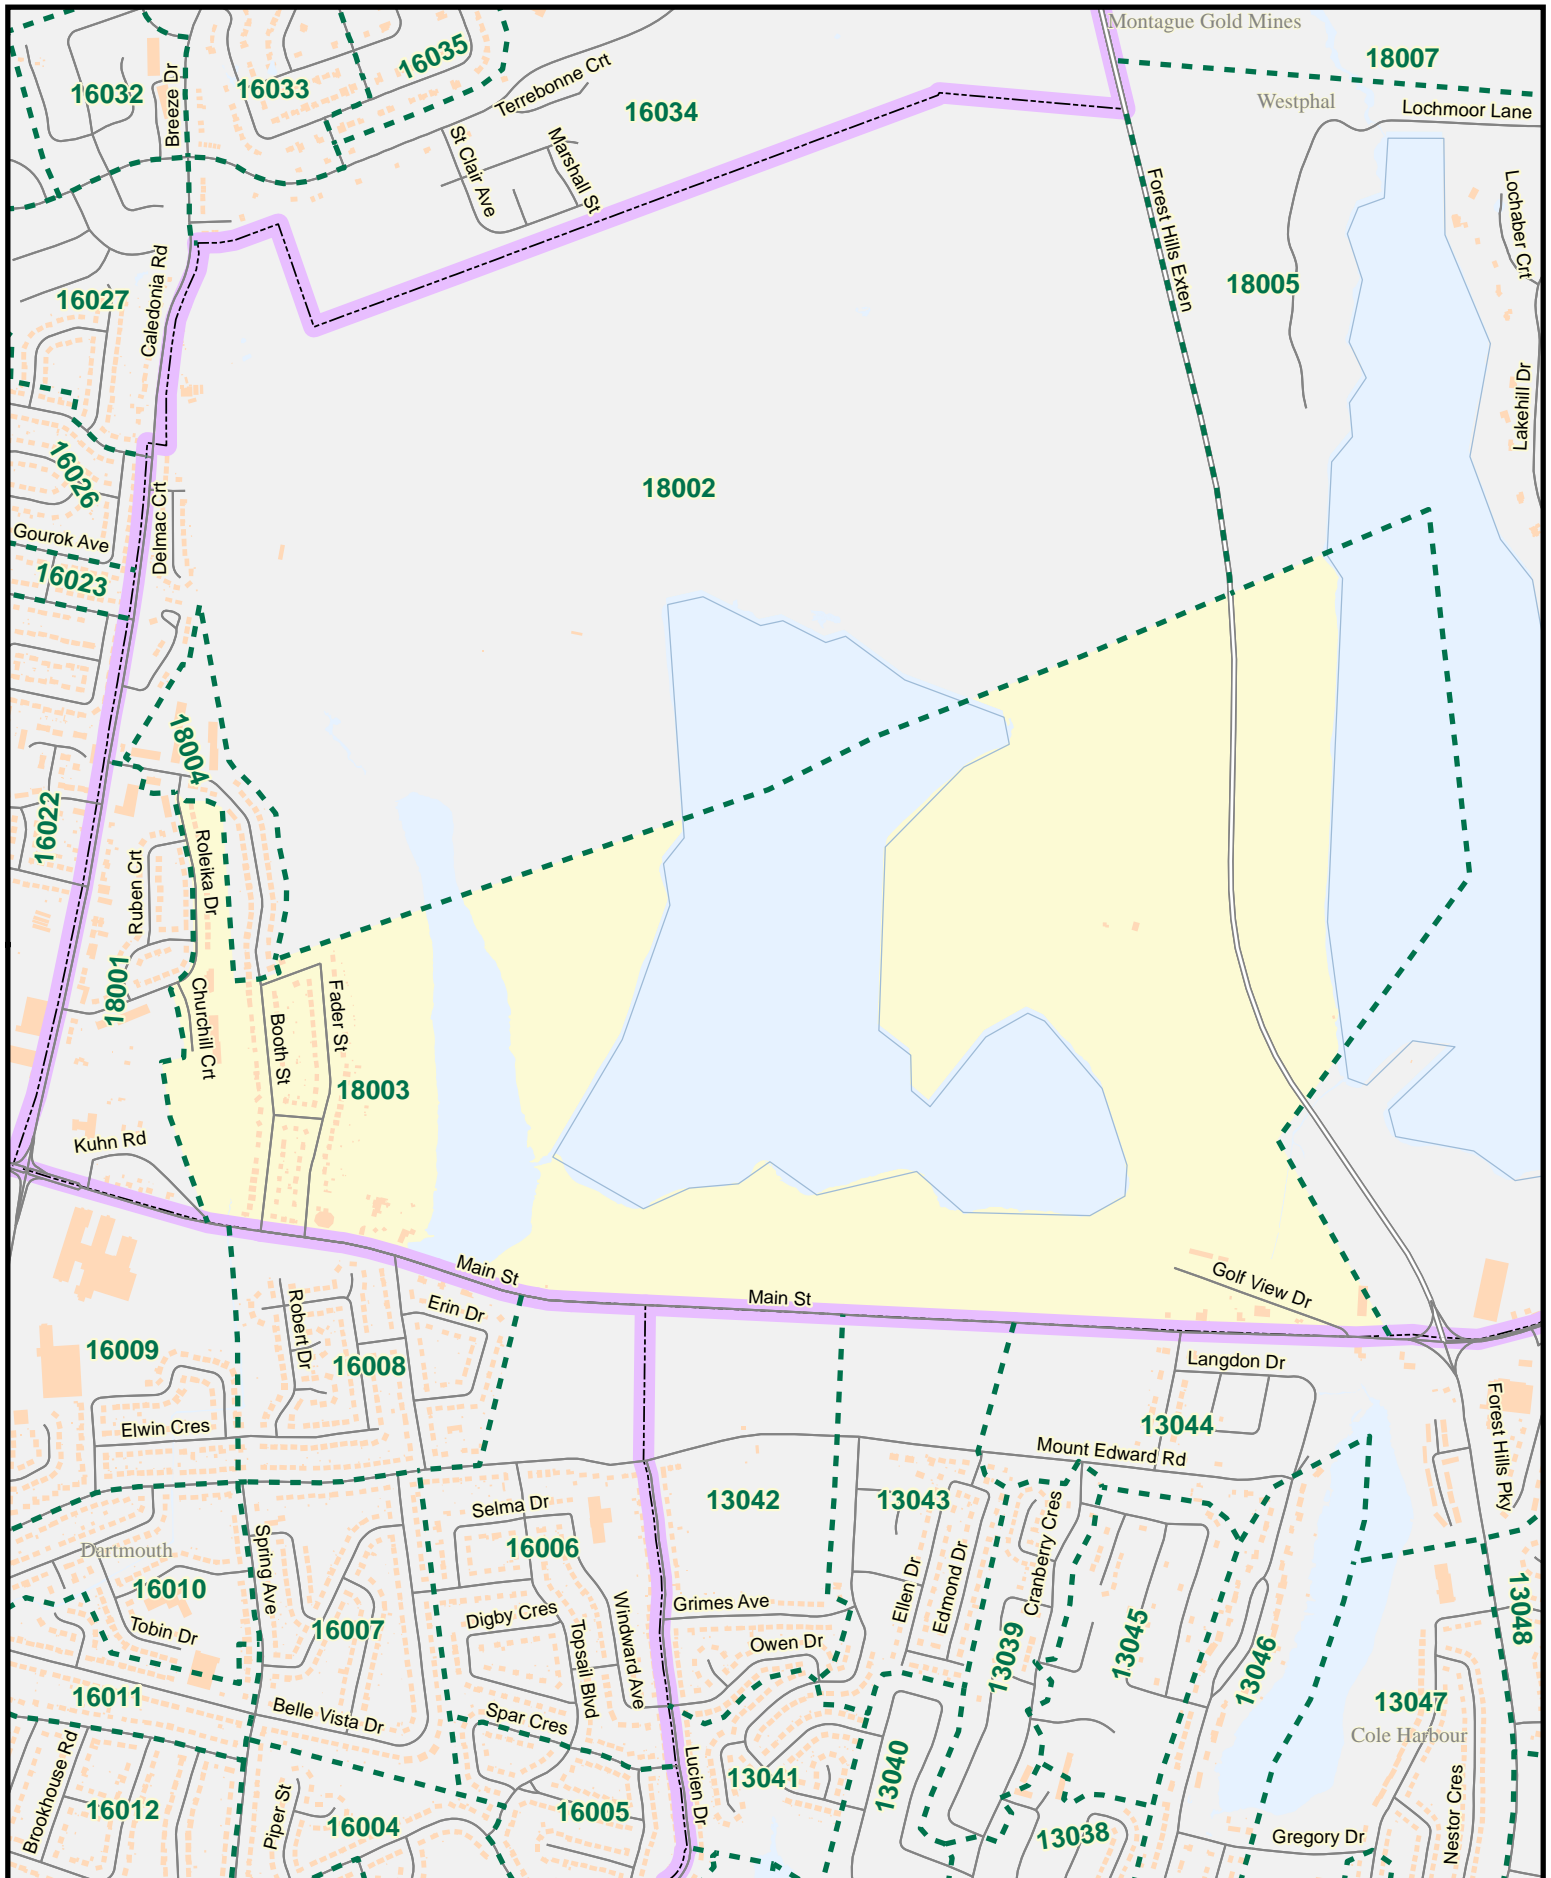 Montague Gold Mines
18007
16035
16032
16033
Breeze Dr
Terrebonne Crt
16034
Westphal
Lochmoor Lane
St Clair Ave
Marshall St
Forest Hills Exten
Lochaber Crt
16027
Caledonia Rd
18005
Lakehill Dr
16026
18002
Delmac Crt
Gourok Ave
16023
18004
16022
Roleika Dr
Ruben Crt
18001
Churchill Crt
Booth St
Fader St
18003
Kuhn Rd
Main St
Main St
Golf View Dr
Erin Dr
Robert Dr
16009
16008
Langdon Dr
Forest Hills Pky
Elwin Cres
13044
Mount Edward Rd
Selma Dr
13042
13043
Cranberry Cres
Dartmouth
Spring Ave
16006
16010
Edmond Dr
Ellen Dr
13048
Tobin Dr
16007
Digby Cres
Topsail Blvd
Windward Ave
Grimes Ave
Owen Dr
13039
13045
13046
16011
Belle Vista Dr
Spar Cres
13047
Cole Harbour
Brookhouse Rd
16012
Piper St
16004
16005
Lucien Dr
13041
13040
13038
Gregory Dr
Nestor Cres